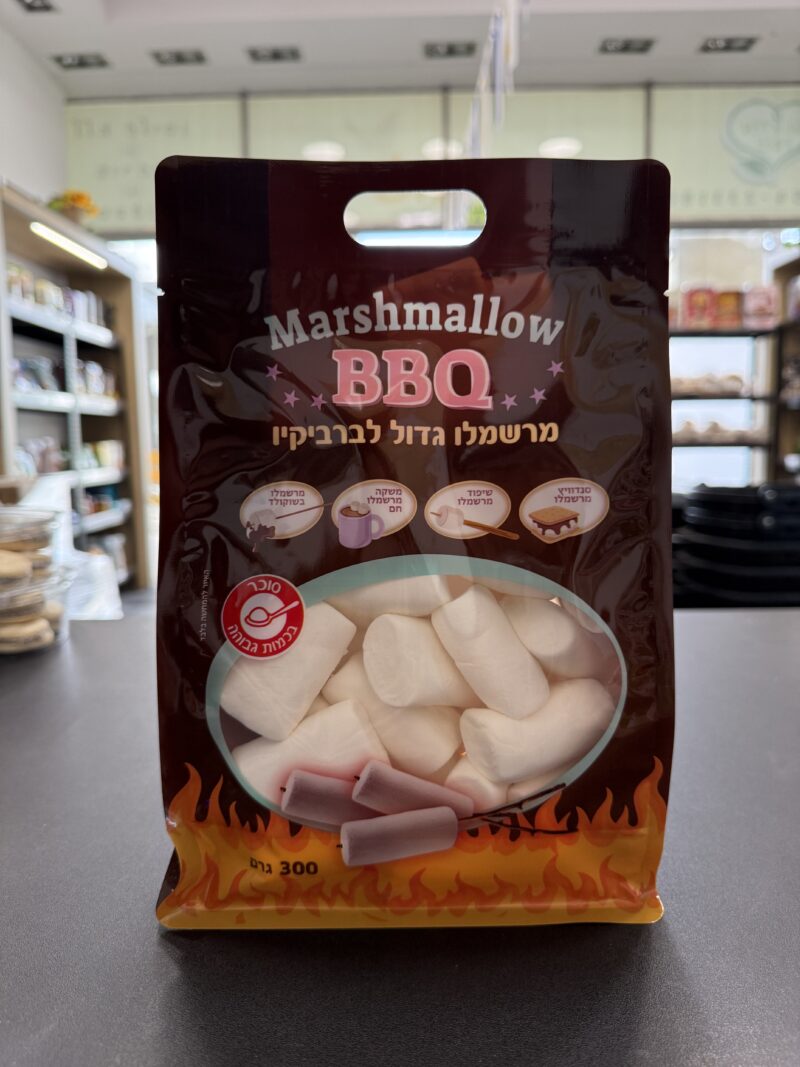 Marshmallow
BBQ
מרשמלו גדול לברביקיו
סנדוויץ מרשמלו
שיפוד מרשמלו
משקה מרשמלו חם
מרשמלו בשוקולד
סוכר
בכמות גבוהה
300 גרם